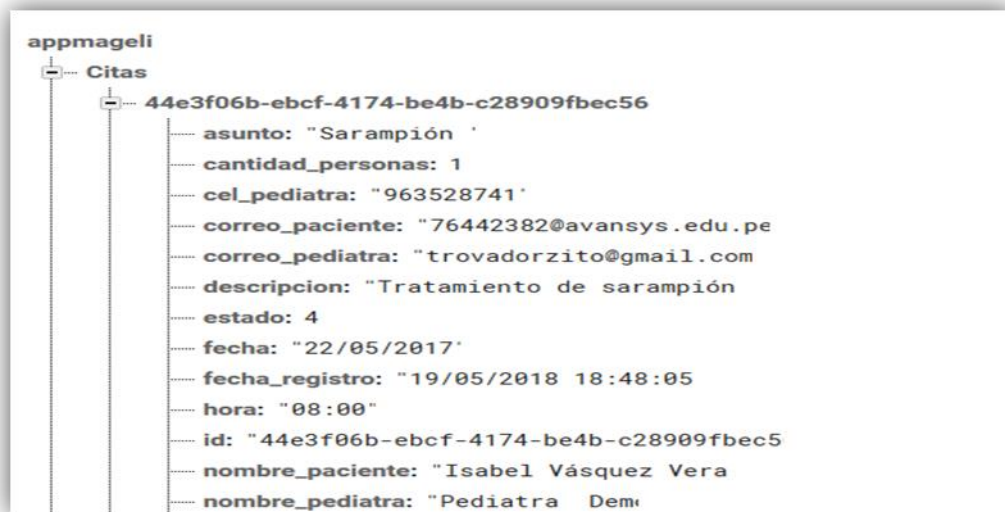 appmageli
Citas
44e3f06b-ebcf-4174-be4b-c28909fbec56
asunto: "Sarampión '
cantidad_personas: 1
cel_pediatra: "963528741'
correo_paciente: "76442382@avansys.edu.pe
correo_pediatra: "trovadorzito@gmail.com
descripcion: "Tratamiento de sarampión
estado: 4
fecha: "22/05/2017'
fecha_registro: "19/05/2018 18:48:05
hora: "08:00"
id: "44e3f06b-ebcf-4174-be4b-c28909fbec5
nombre_paciente: "Isabel Vásquez Vera
nombre_pediatra: "Pediatra